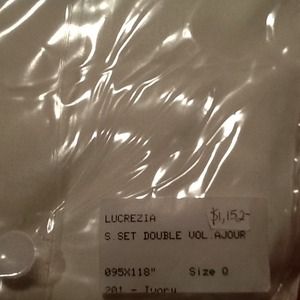 LUCREZIA $1,152-
S.SET DOUBLE VOL.AJOUR
095X118" Size Q
201 - Ivory